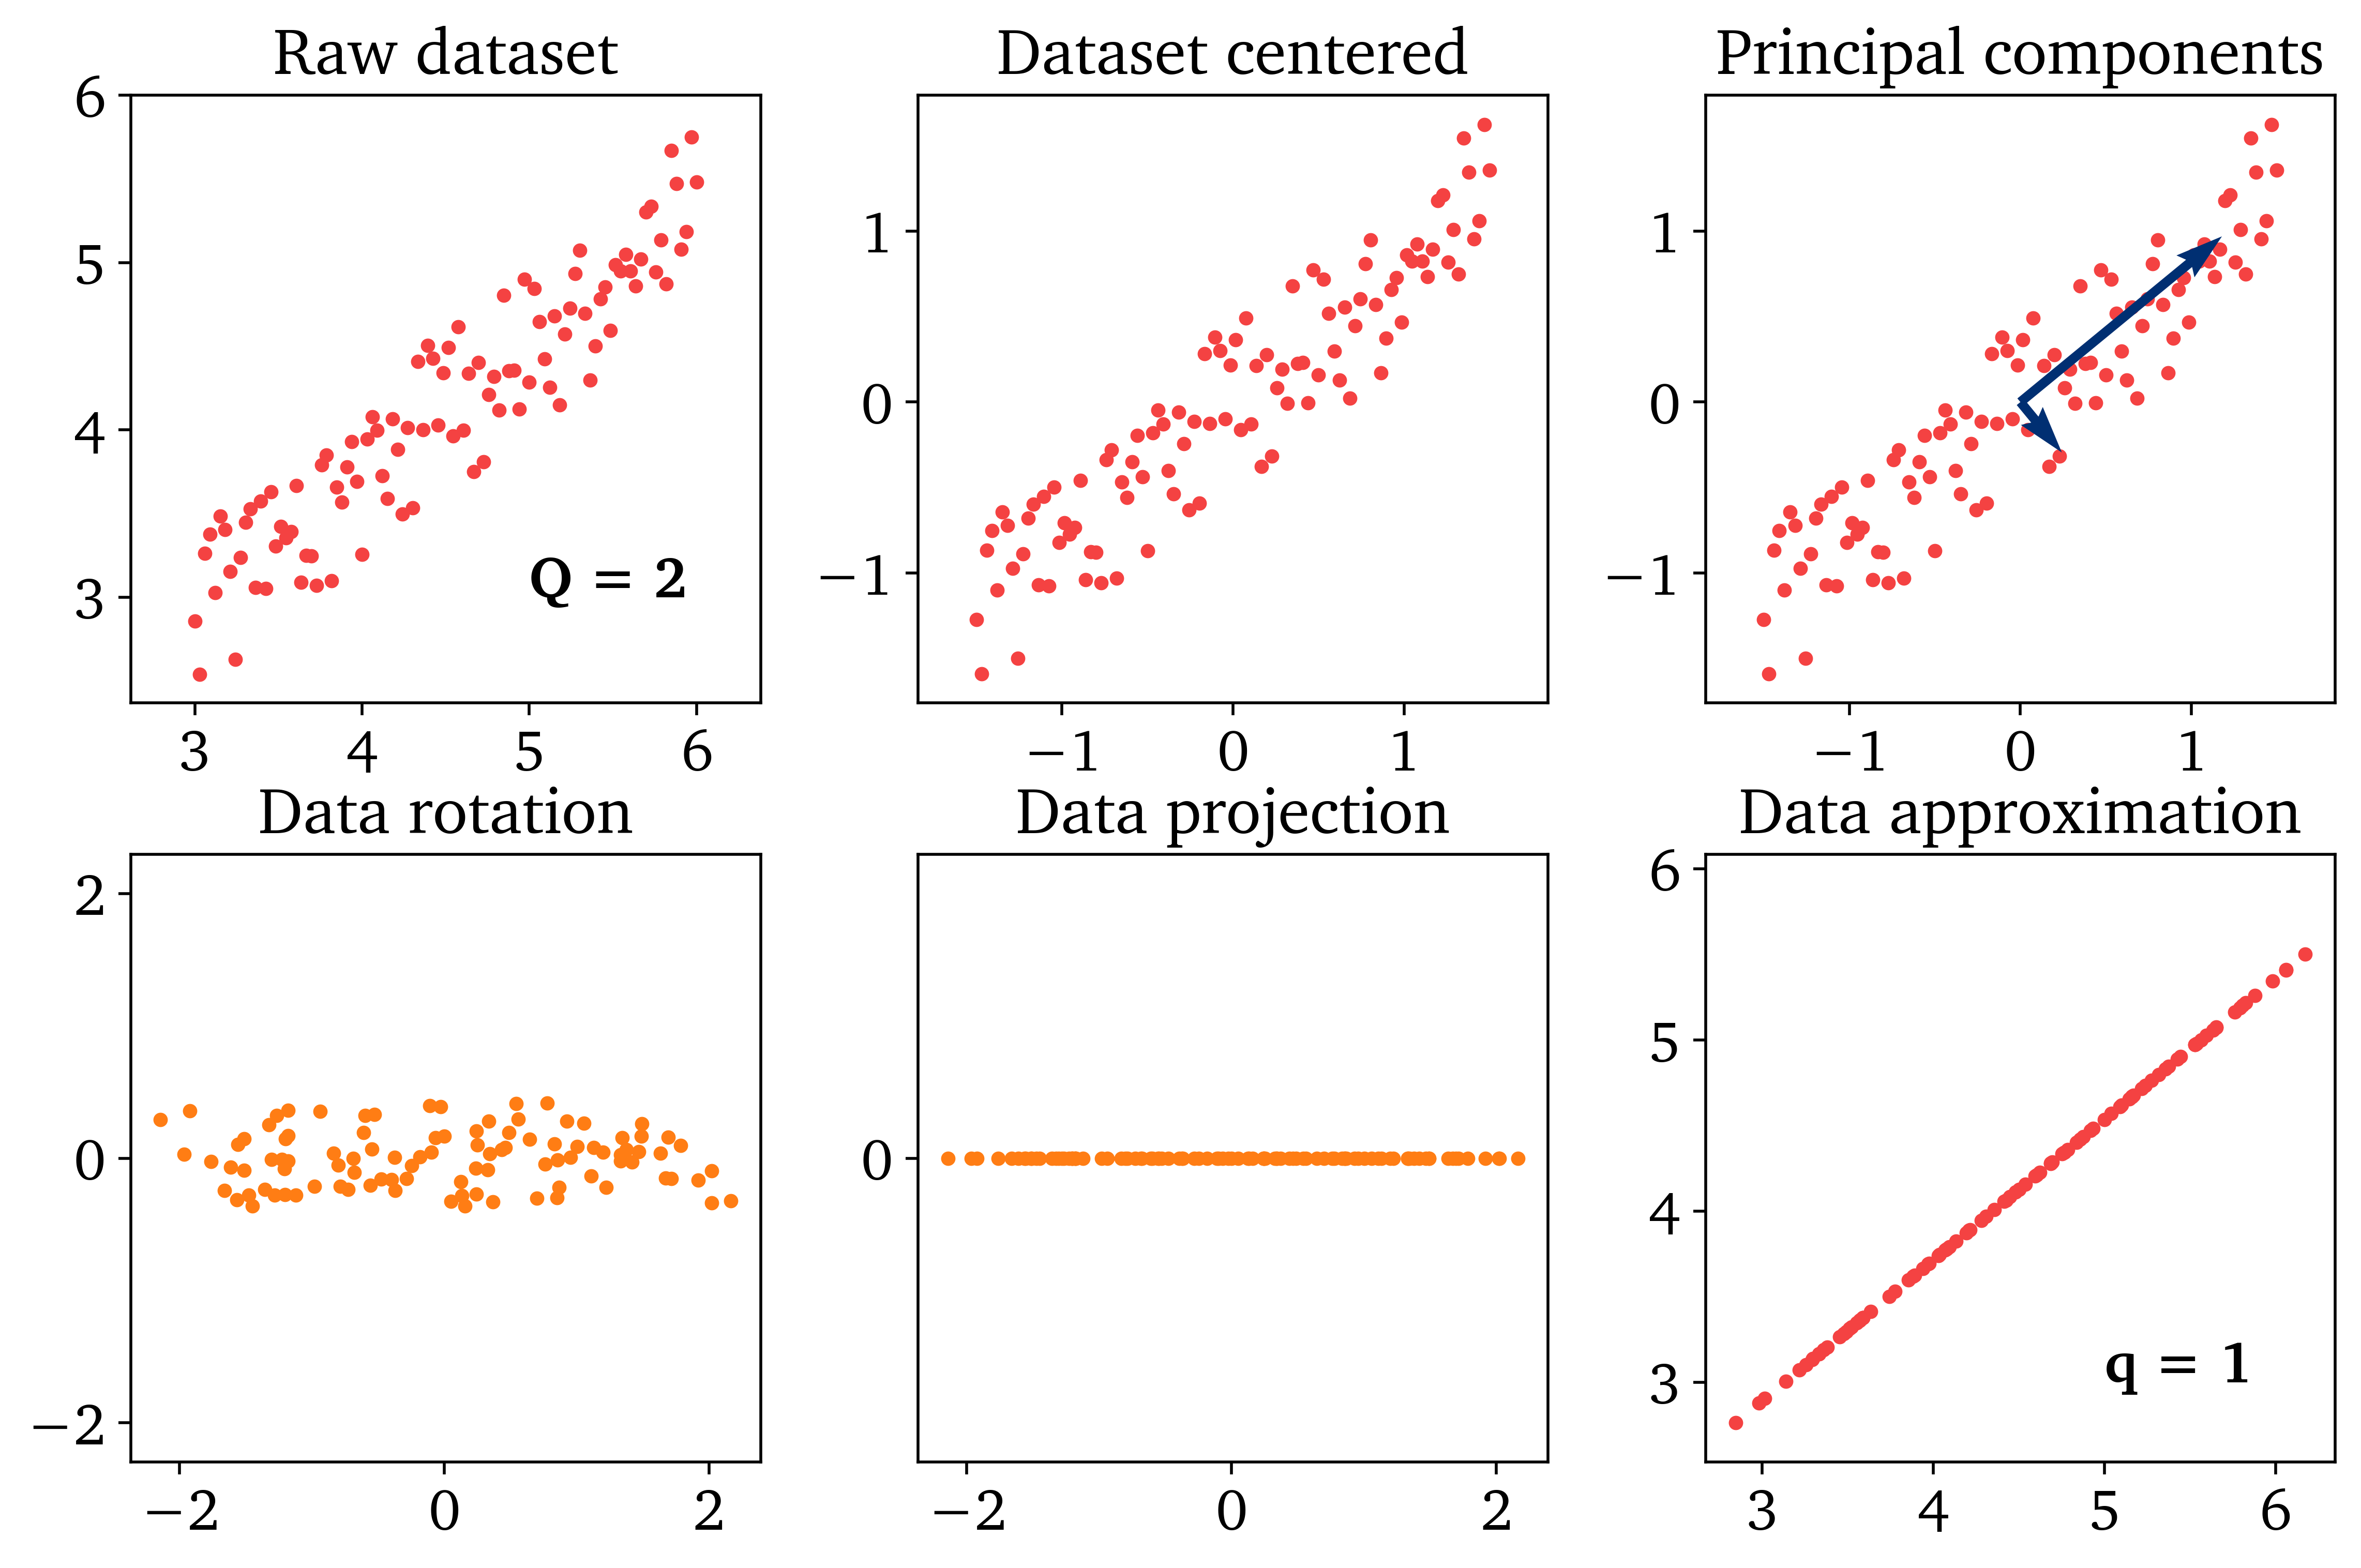 Raw dataset
6
5
4
3
Q = 2
3 4 5 6
Dataset centered
1
0
−1
−1 0 1
Principal components
1
0
−1
−1 0 1
Data rotation
2
0
−2
−2 0 2
Data projection
0
−2 0 2
Data approximation
6
5
4
3
q = 1
3 4 5 6